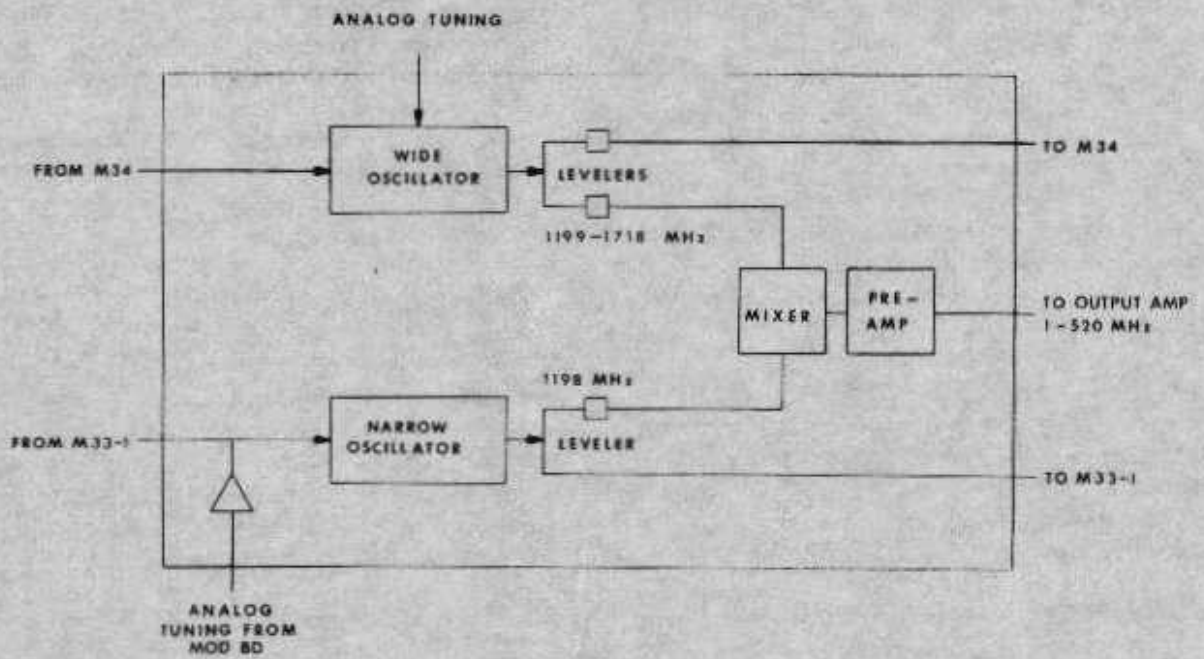 ANALOG TUNING
FROM M34
WIDE
OSCILLATOR
LEVELERS
TO M34
1199-1718 MHz
MIXER
PRE-
AMP
TO OUTPUT AMP
1-520 MHz
1198 MHz
FROM M33-1
NARROW
OSCILLATOR
LEVELER
TO M33-1
ANALOG
TUNING FROM
MOD BD